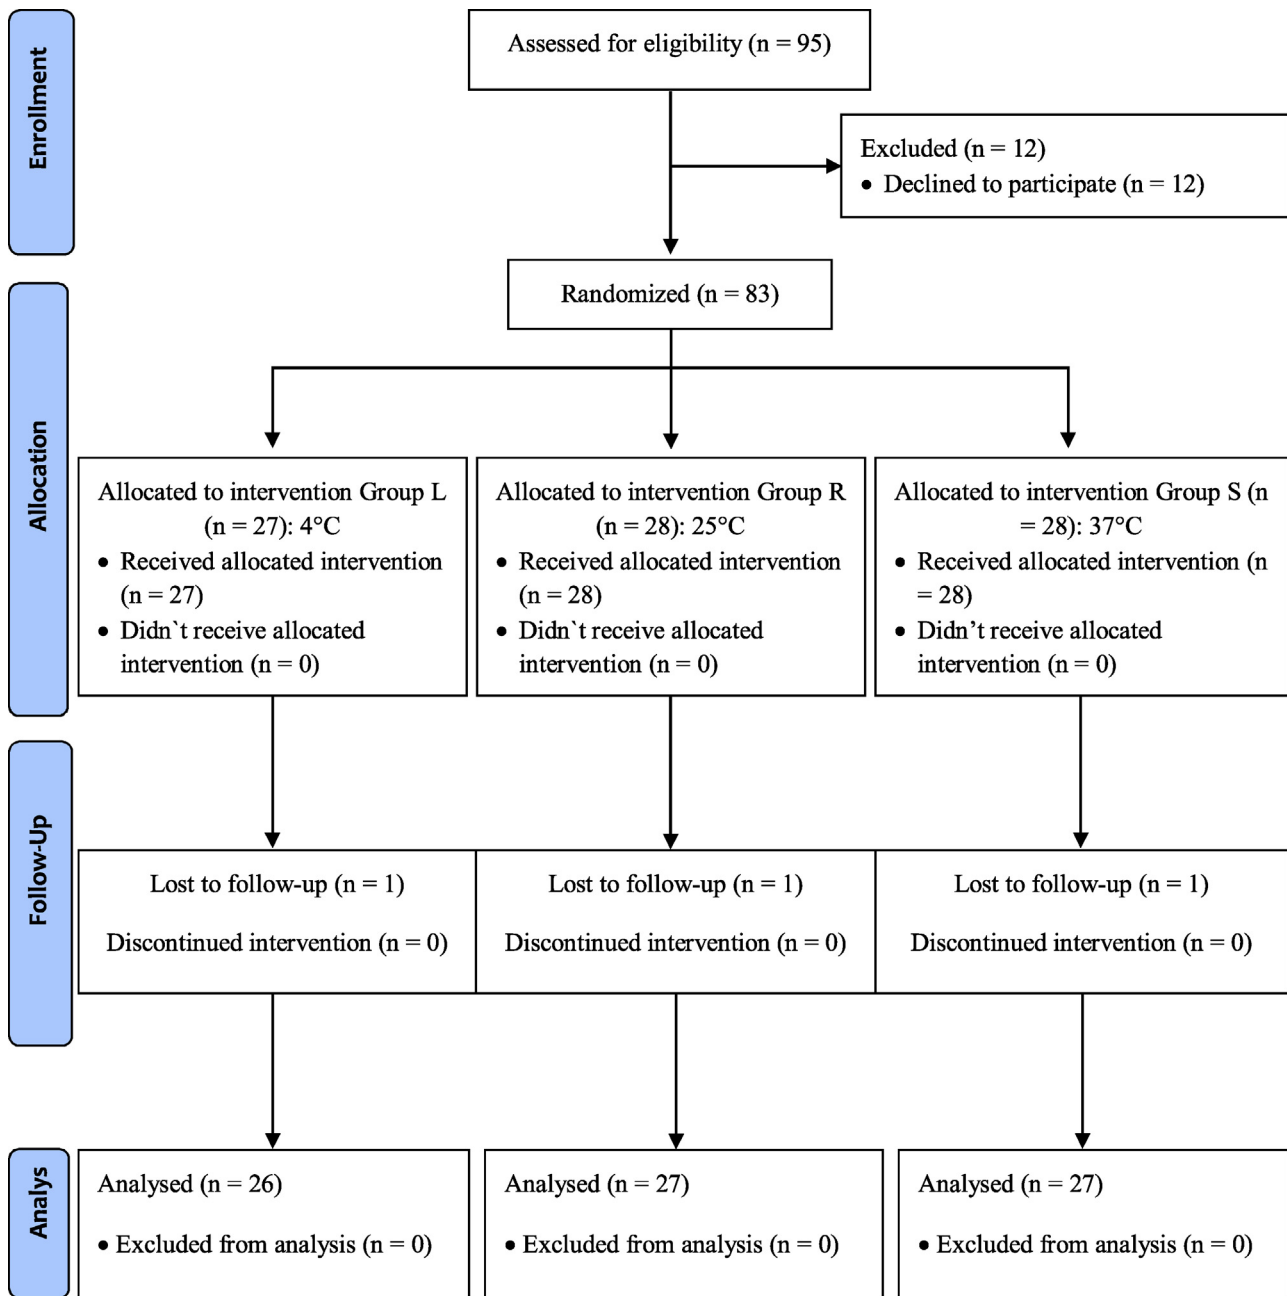 Enrollment
Assessed for eligibility (n = 95)
Excluded (n = 12)
• Declined to participate (n = 12)
Allocation
Randomized (n = 83)
Allocated to intervention Group L
(n = 27): 4°C
• Received allocated intervention
(n = 27)
• Didn`t receive allocated
intervention (n = 0)
Allocated to intervention Group R
(n = 28): 25°C
• Received allocated intervention
(n = 28)
• Didn`t receive allocated
intervention (n = 0)
Allocated to intervention Group S (n
= 28): 37°C
• Received allocated intervention (n
= 28)
• Didn’t receive allocated
intervention (n = 0)
Follow-Up
Lost to follow-up (n = 1)
Discontinued intervention (n = 0)
Lost to follow-up (n = 1)
Discontinued intervention (n = 0)
Lost to follow-up (n = 1)
Discontinued intervention (n = 0)
Analys
Analysed (n = 26)
• Excluded from analysis (n = 0)
Analysed (n = 27)
• Excluded from analysis (n = 0)
Analysed (n = 27)
• Excluded from analysis (n = 0)